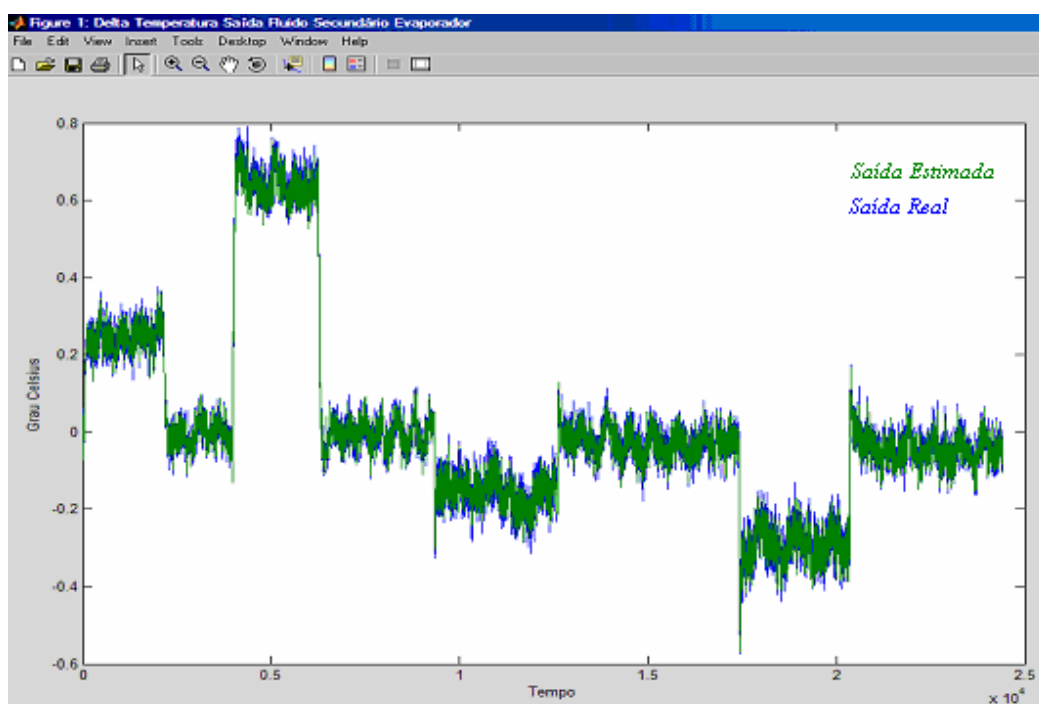 Figure 1: Delta Temperatura Saída Fluído Secundário Evaporador
File Edit View Insert Tools Desktop Window Help
0.8
0.6
0.4
0.2
0
-0.2
-0.4
-0.6
Grau Celsius
Saída Estimada
Saída Real
0 0.5 1 1.5 2 2.5
Tempo
x 10⁴